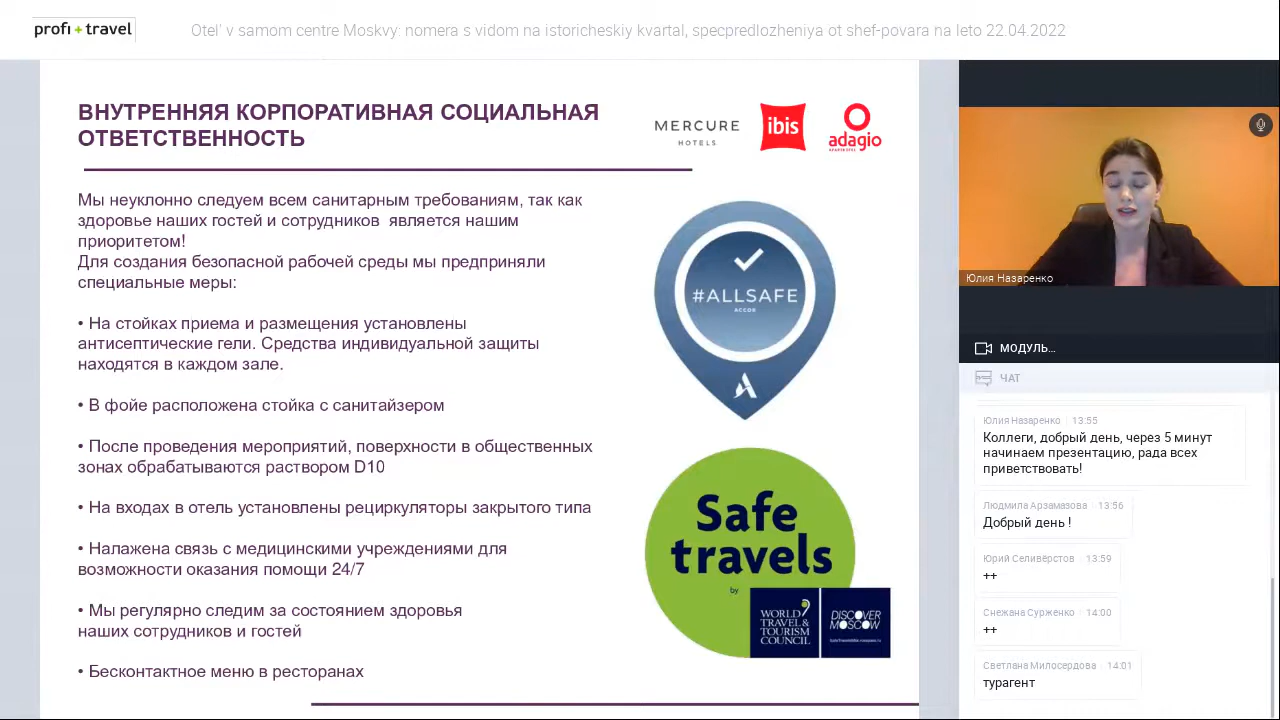 profi + travel
Otel' v samom centre Moskvy: nomera s vidom na istoricheskiy kvartal, specpredlozheniya ot shef-povara na leto 22.04.2022
ВНУТРЕННЯЯ КОРПОРАТИВНАЯ СОЦИАЛЬНАЯ
ОТВЕТСТВЕННОСТЬ
MERCURE
HOTELS
ibis
adagio
Мы неуклонно следуем всем санитарным требованиям, так как
здоровье наших гостей и сотрудников является нашим
приоритетом!
Для создания безопасной рабочей среды мы предприняли
специальные меры:
• На стойках приема и размещения установлены
антисептические гели. Средства индивидуальной защиты
находятся в каждом зале.
• В фойе расположена стойка с санитайзером
• После проведения мероприятий, поверхности в общественных
зонах обрабатываются раствором D10
• На входах в отель установлены рециркуляторы закрытого типа
• Налажена связь с медицинскими учреждениями для
возможности оказания помощи 24/7
• Мы регулярно следим за состоянием здоровья
наших сотрудников и гостей
• Бесконтактное меню в ресторанах
#ALLSAFE
ACCOR
Safe
travels
by
WORLD
TRAVEL &
TOURISM
COUNCIL
DISCOVER
MOSCOW
Юлия Назаренко
МОДУЛЬ...
ЧАТ
Юлия Назаренко 13:55
Коллеги, добрый день, через 5 минут
начинаем презентацию, рада всех
приветствовать!
Людмила Арзамазова 13:56
Добрый день !
Юрий Селивёрстов 13:59
++
Снежана Сурженко 14:00
++
Светлана Милосердова 14:01
турагент